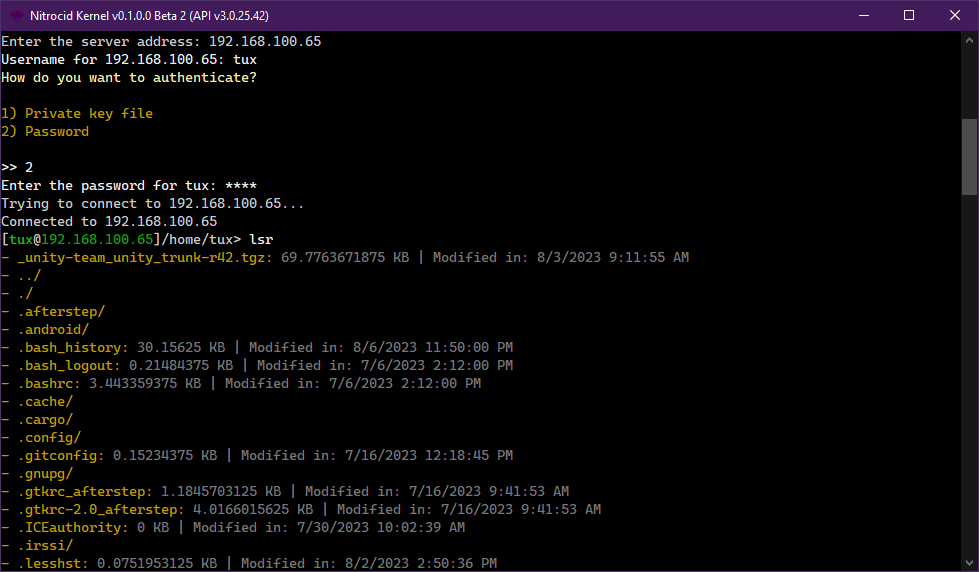 Nitrocid Kernel v0.1.0.0 Beta 2 (API v3.0.25.42)
Enter the server address: 192.168.100.65
Username for 192.168.100.65: tux
How do you want to authenticate?
1) Private key file
2) Password
>> 2
Enter the password for tux: ****
Trying to connect to 192.168.100.65...
Connected to 192.168.100.65
[tux@192.168.100.65]/home/tux> lsr
- _unity-team_unity_trunk-r42.tgz: 69.7763671875 KB | Modified in: 8/3/2023 9:11:55 AM
- ../
- ./
- .afterstep/
- .android/
- .bash_history: 30.15625 KB | Modified in: 8/6/2023 11:50:00 PM
- .bash_logout: 0.21484375 KB | Modified in: 7/6/2023 2:12:00 PM
- .bashrc: 3.443359375 KB | Modified in: 7/6/2023 2:12:00 PM
- .cache/
- .cargo/
- .config/
- .gitconfig: 0.15234375 KB | Modified in: 7/16/2023 12:18:45 PM
- .gnupg/
- .gtkrc_afterstep: 1.1845703125 KB | Modified in: 7/16/2023 9:41:53 AM
- .gtkrc-2.0_afterstep: 4.0166015625 KB | Modified in: 7/16/2023 9:41:53 AM
- .ICEauthority: 0 KB | Modified in: 7/30/2023 10:02:39 AM
- .irssi/
- .lesshst: 0.0751953125 KB | Modified in: 8/2/2023 2:50:36 PM